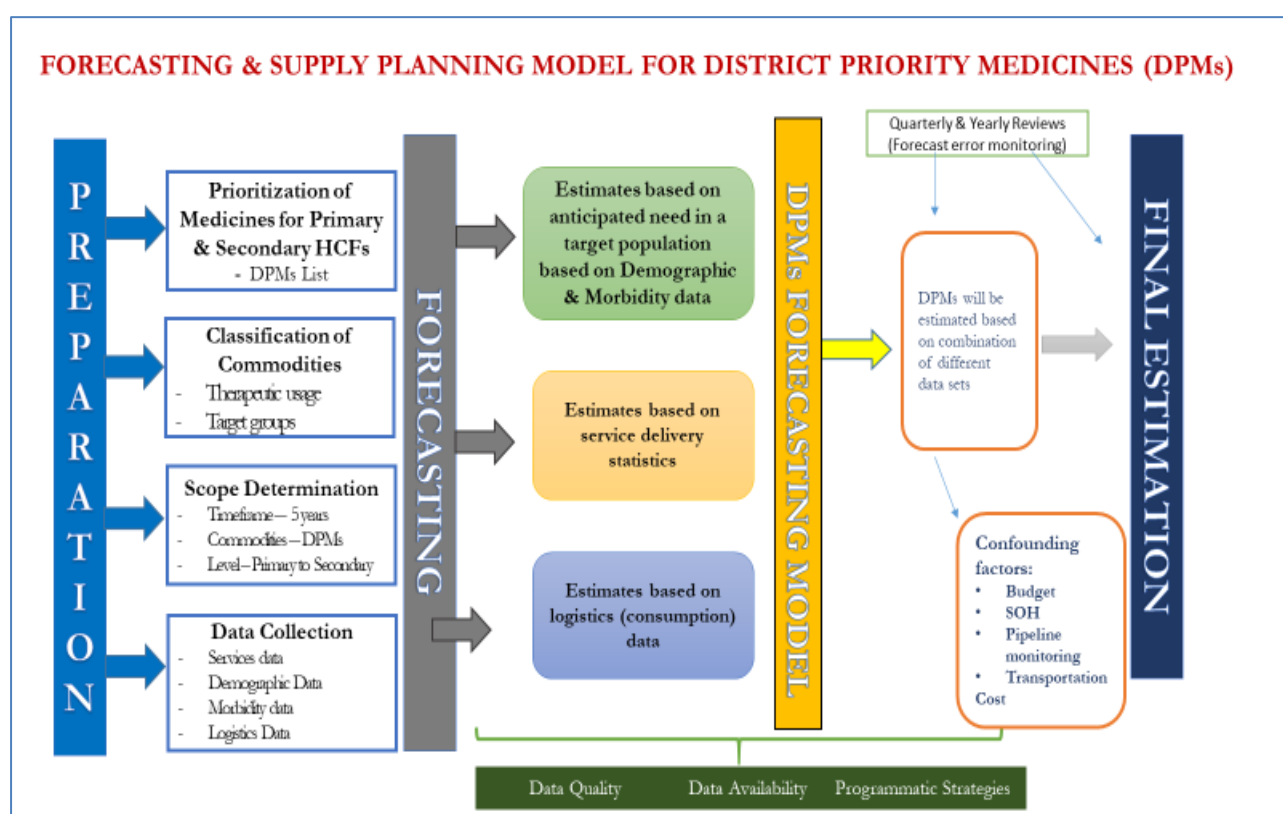 FORECASTING & SUPPLY PLANNING MODEL FOR DISTRICT PRIORITY MEDICINES (DPMs)
PREPARATION
Prioritization of
Medicines for Primary
& Secondary HCFs
- DPMs List
Classification of
Commodities
- Therapeutic usage
- Target groups
Scope Determination
- Timeframe – 5 years
- Commodities – DPMs
- Level – Primary to Secondary
Data Collection
- Services data
- Demographic Data
- Morbidity data
- Logistics Data
FORECASTING
Estimates based on
anticipated need in a
target population
based on Demographic
& Morbidity data
Estimates based on
service delivery
statistics
Estimates based on
logistics (consumption)
data
DPMs FORECASTING MODEL
Quarterly & Yearly Reviews
(Forecast error monitoring)
DPMs will be
estimated based
on combination
of different
data sets
Confounding
factors:
• Budget
• SOH
• Pipeline
monitoring
• Transportation
Cost
FINAL ESTIMATION
Data Quality Data Availability Programmatic Strategies